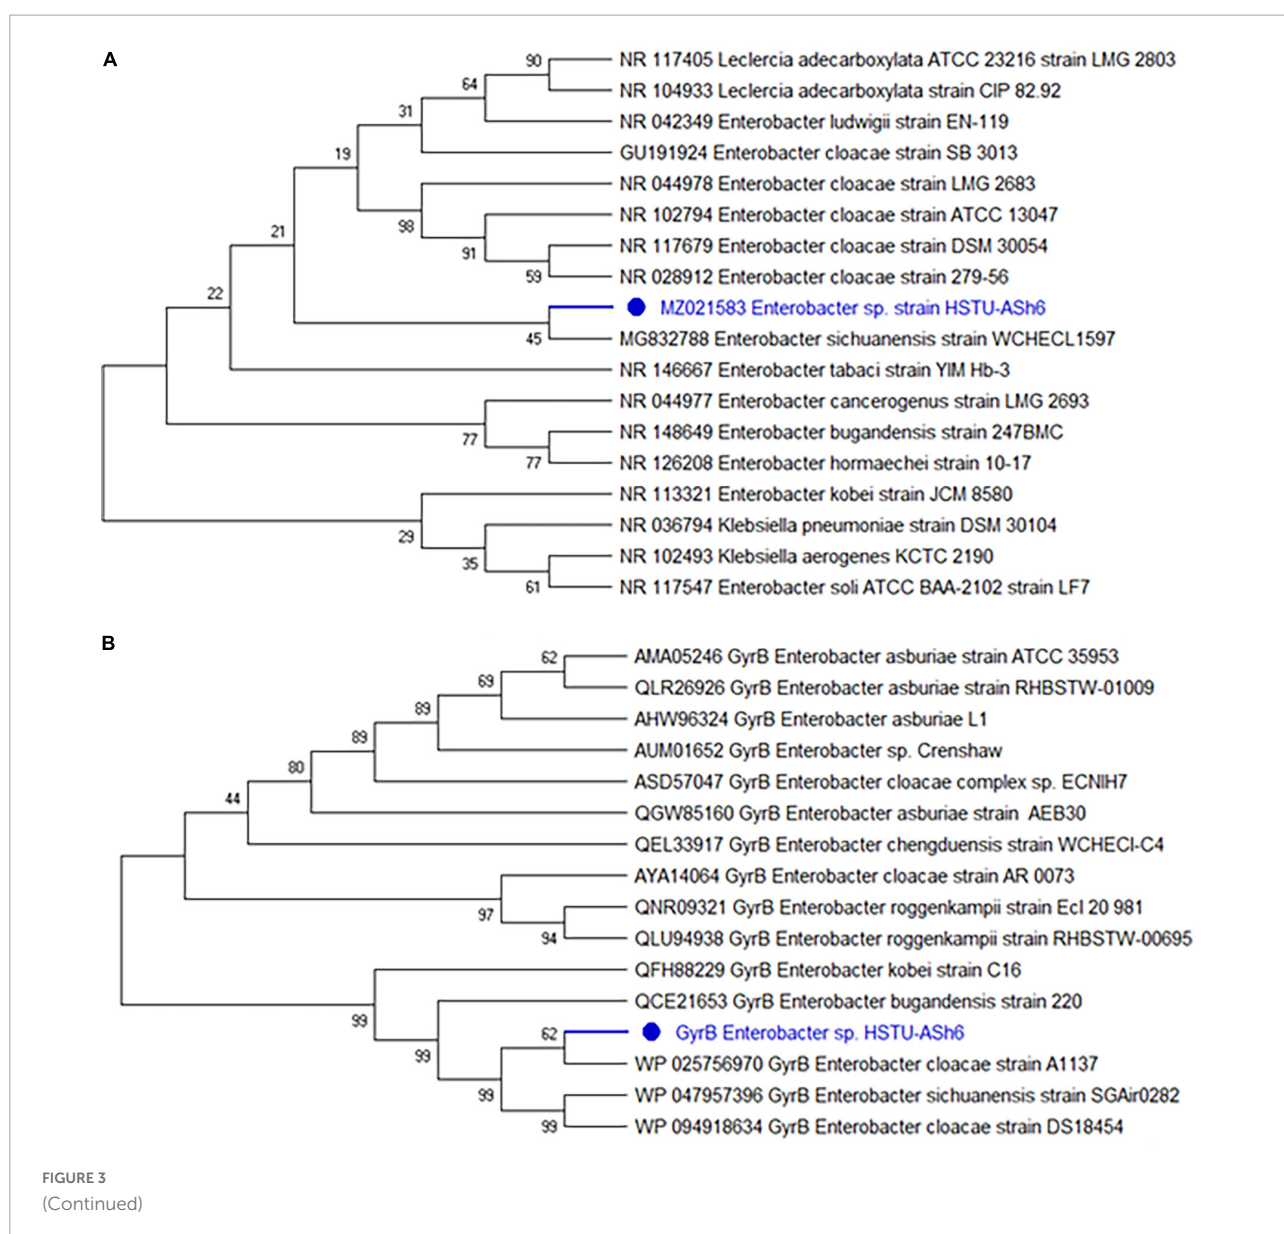 A
90
NR 117405 Leclercia adecarboxylata ATCC 23216 strain LMG 2803
64
NR 104933 Leclercia adecarboxylata strain CIP 82.92
31
NR 042349 Enterobacter ludwigii strain EN-119
19
GU191924 Enterobacter cloacae strain SB 3013
NR 044978 Enterobacter cloacae strain LMG 2683
98
NR 102794 Enterobacter cloacae strain ATCC 13047
21
91
NR 117679 Enterobacter cloacae strain DSM 30054
59
NR 028912 Enterobacter cloacae strain 279-56
22
MZ021583 Enterobacter sp. strain HSTU-ASh6
45
MG832788 Enterobacter sichuanensis strain WCHECL1597
NR 146667 Enterobacter tabaci strain YIM Hb-3
NR 044977 Enterobacter cancerogenus strain LMG 2693
77
NR 148649 Enterobacter bugandensis strain 247BMC
77
NR 126208 Enterobacter hormaechei strain 10-17
NR 113321 Enterobacter kobei strain JCM 8580
29
NR 036794 Klebsiella pneumoniae strain DSM 30104
35
NR 102493 Klebsiella aerogenes KCTC 2190
61
NR 117547 Enterobacter soli ATCC BAA-2102 strain LF7
B
62
AMA05246 GyrB Enterobacter asburiae strain ATCC 35953
69
QLR26926 GyrB Enterobacter asburiae strain RHBSTW-01009
89
AHW96324 GyrB Enterobacter asburiae L1
89
AUM01652 GyrB Enterobacter sp. Crenshaw
80
ASD57047 GyrB Enterobacter cloacae complex sp. ECNIH7
44
QGW85160 GyrB Enterobacter asburiae strain AEB30
QEL33917 GyrB Enterobacter chengduensis strain WCHECl-C4
AYA14064 GyrB Enterobacter cloacae strain AR 0073
97
QNR09321 GyrB Enterobacter roggenkampii strain Ecl 20 981
94
QLU94938 GyrB Enterobacter roggenkampii strain RHBSTW-00695
QFH88229 GyrB Enterobacter kobei strain C16
99
QCE21653 GyrB Enterobacter bugandensis strain 220
99
62
GyrB Enterobacter sp. HSTU-ASh6
WP 025756970 GyrB Enterobacter cloacae strain A1137
99
WP 047957396 GyrB Enterobacter sichuanensis strain SGAir0282
99
WP 094918634 GyrB Enterobacter cloacae strain DS18454
FIGURE 3
(Continued)